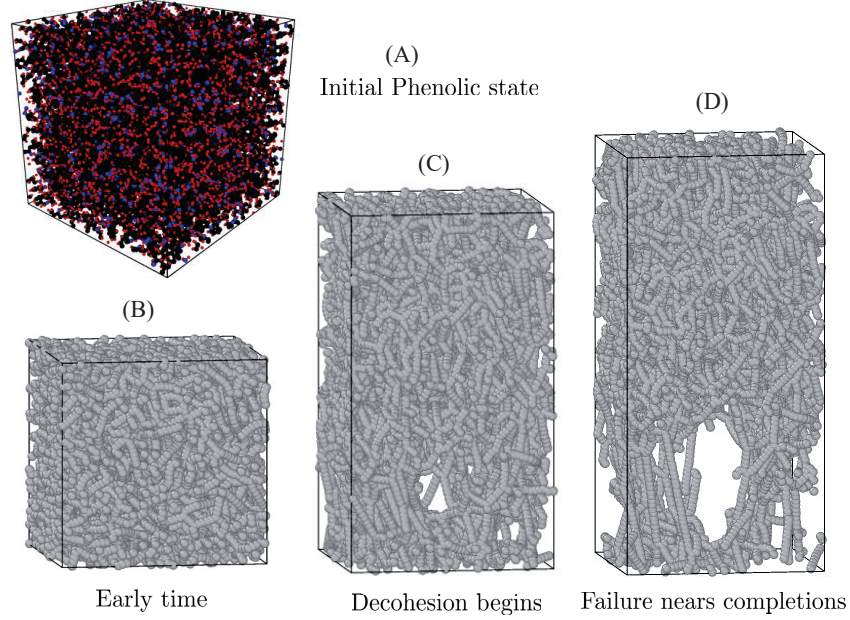 (A)
Initial Phenolic state
(B)
Early time
(C)
Decohesion begins
(D)
Failure nears completions